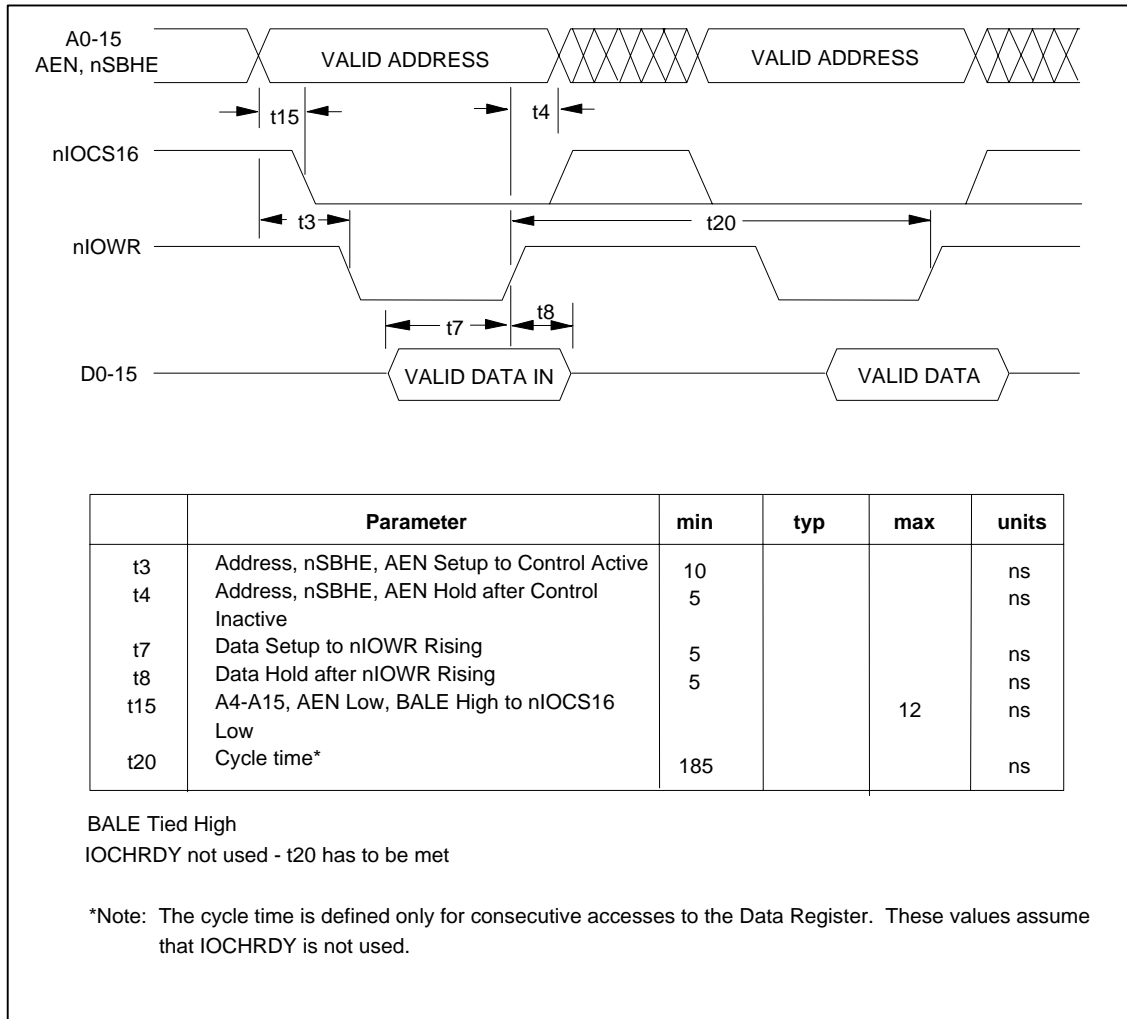 A0-15
AEN, nSBHE
VALID ADDRESS
VALID ADDRESS
t15
t4
nIOCS16
t3
t20
nIOWR
t7
t8
D0-15
VALID DATA IN
VALID DATA
Parameter min typ max units
t3 Address, nSBHE, AEN Setup to Control Active 10 ns
t4 Address, nSBHE, AEN Hold after Control 5 ns
Inactive
t7 Data Setup to nIOWR Rising 5 ns
t8 Data Hold after nIOWR Rising 5 ns
t15 A4-A15, AEN Low, BALE High to nIOCS16 12 ns
Low
t20 Cycle time* 185 ns
BALE Tied High
IOCHRDY not used - t20 has to be met
*Note: The cycle time is defined only for consecutive accesses to the Data Register. These values assume
that IOCHRDY is not used.